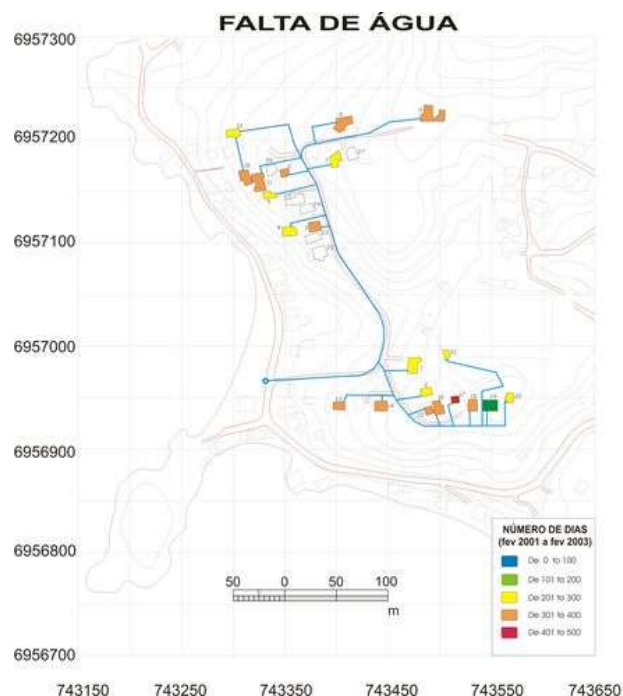 FALTA DE ÁGUA
6957300
6957200
6957100
6957000
6956900
6956800
6956700
NÚMERO DE DIAS
(fev 2001 a fev 2003)
De 0 to 100
De 101 to 200
De 201 to 300
De 301 to 400
De 401 to 500
50 0 50 100
m
743150 743250 743350 743450 743550 743650